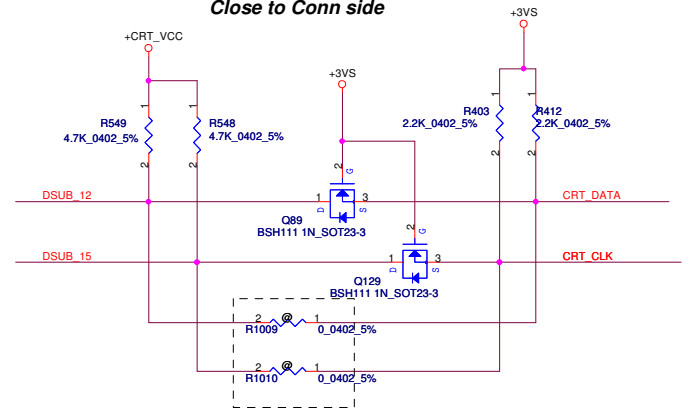 Close to Conn side
+3VS
+CRT_VCC
+3VS
1
1
1
1
R549
4.7K_0402_5%
R548
4.7K_0402_5%
R403
2.2K_0402_5%
R412
2.2K_0402_5%
2
2
2
2
2
G
DSUB_12
1
3
CRT_DATA
D
S
Q89
BSH111 1N_SOT23-3
2
G
DSUB_15
1
3
CRT_CLK
D
S
Q129
BSH111 1N_SOT23-3
2
@
1
R1009
0_0402_5%
2
@
1
R1010
0_0402_5%